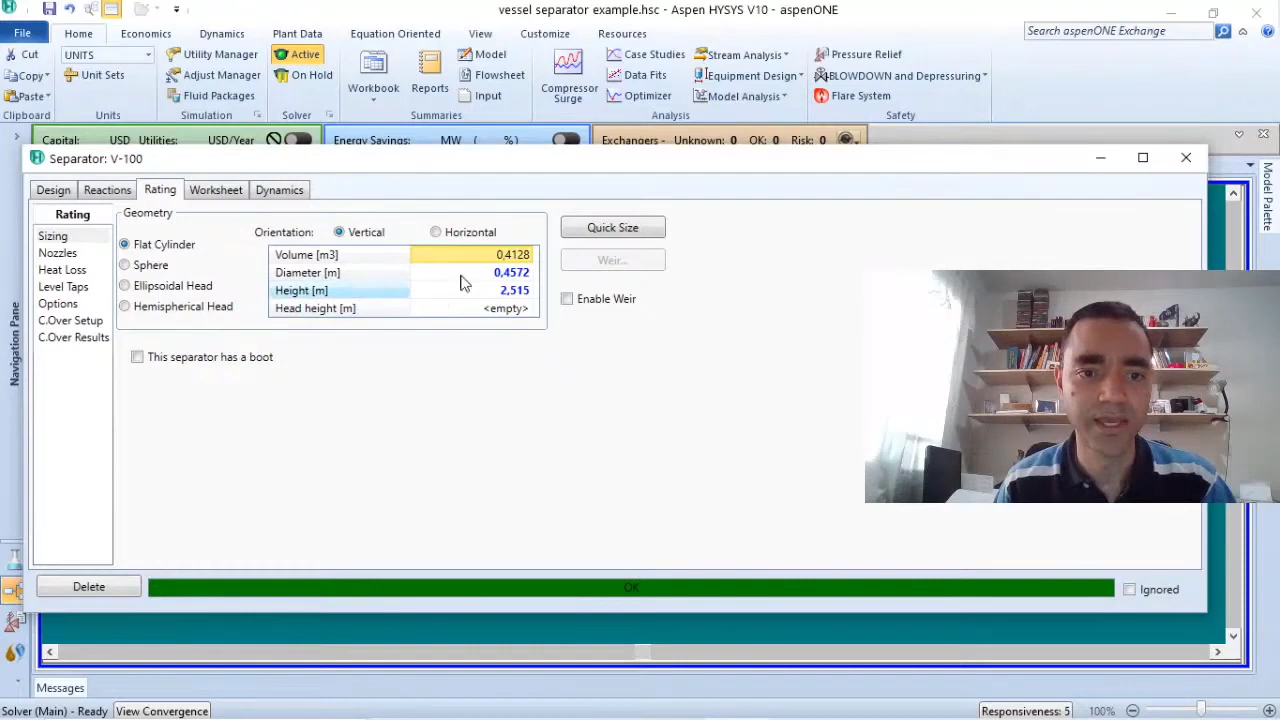 vessel separator example.hsc - Aspen HYSYS V10 - aspenONE
File Home Economics Dynamics Plant Data Equation Oriented View Customize Resources
Search aspenONE Exchange
Cut UNITS Utility Manager Active Model Case Studies Stream Analysis Pressure Relief
Copy Unit Sets Adjust Manager On Hold Workbook Reports Flowsheet Compressor Surge Data Fits Equipment Design BLOWDOWN and Depressuring
Paste Fluid Packages Input Optimizer Model Analysis Flare System
Clipboard Units Simulation Solver Summaries Analysis Safety
Capital: USD Utilities: USD/Year Energy Savings: MW ( %) Exchangers - Unknown: 0 OK: 0 Risk: 0
Separator: V-100
Design Reactions Rating Worksheet Dynamics
Rating
Sizing
Nozzles
Heat Loss
Level Taps
Options
C.Over Setup
C.Over Results
Geometry
Orientation: Vertical Horizontal
Flat Cylinder
Sphere
Ellipsoidal Head
Hemispherical Head
Volume [m3] 0,4128
Diameter [m] 0,4572
Height [m] 2,515
Head height [m] <empty>
Quick Size
Weir...
Enable Weir
This separator has a boot
Delete OK Ignored
Navigation Pane
Model Palette
Messages
Solver (Main) - Ready View Convergence Responsiveness: 5 100%